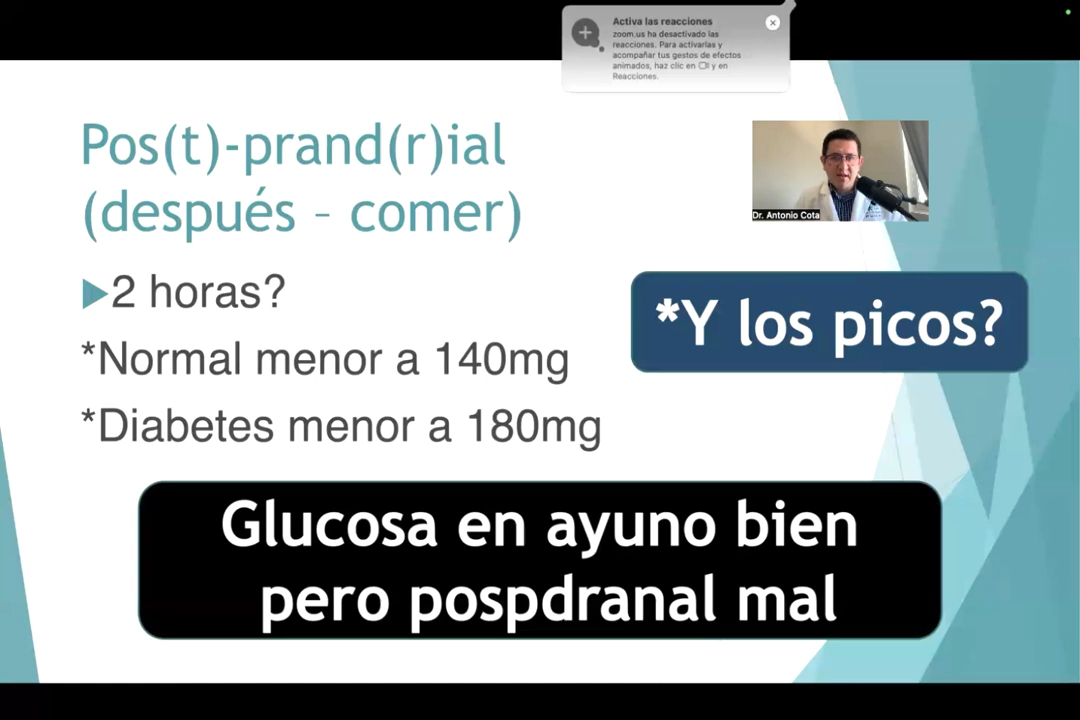 Activa las reacciones
zoom.us ha desactivado las
reacciones. Para activarlas y
acompañar tus gestos de efectos
animados, haz clic en y en
Reacciones.
Pos(t)-prand(r)ial
(después - comer)
Dr. Antonio Cota
2 horas?
*Y los picos?
*Normal menor a 140mg
*Diabetes menor a 180mg
Glucosa en ayuno bien
pero pospdranal mal